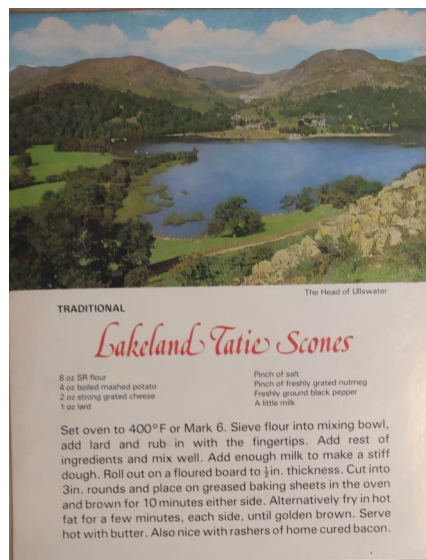 The Head of Ullswater
TRADITIONAL
Lakeland Tatie Scones
8 oz SR flour
4 oz boiled mashed potato
2 oz strong grated cheese
1 oz lard
Pinch of salt
Pinch of freshly grated nutmeg
Freshly ground black pepper
A little milk
Set oven to 400°F or Mark 6. Sieve flour into mixing bowl,
add lard and rub in with the fingertips. Add rest of
ingredients and mix well. Add enough milk to make a stiff
dough. Roll out on a floured board to ½in. thickness. Cut into
3in. rounds and place on greased baking sheets in the oven
and brown for 10 minutes either side. Alternatively fry in hot
fat for a few minutes, each side, until golden brown. Serve
hot with butter. Also nice with rashers of home cured bacon.